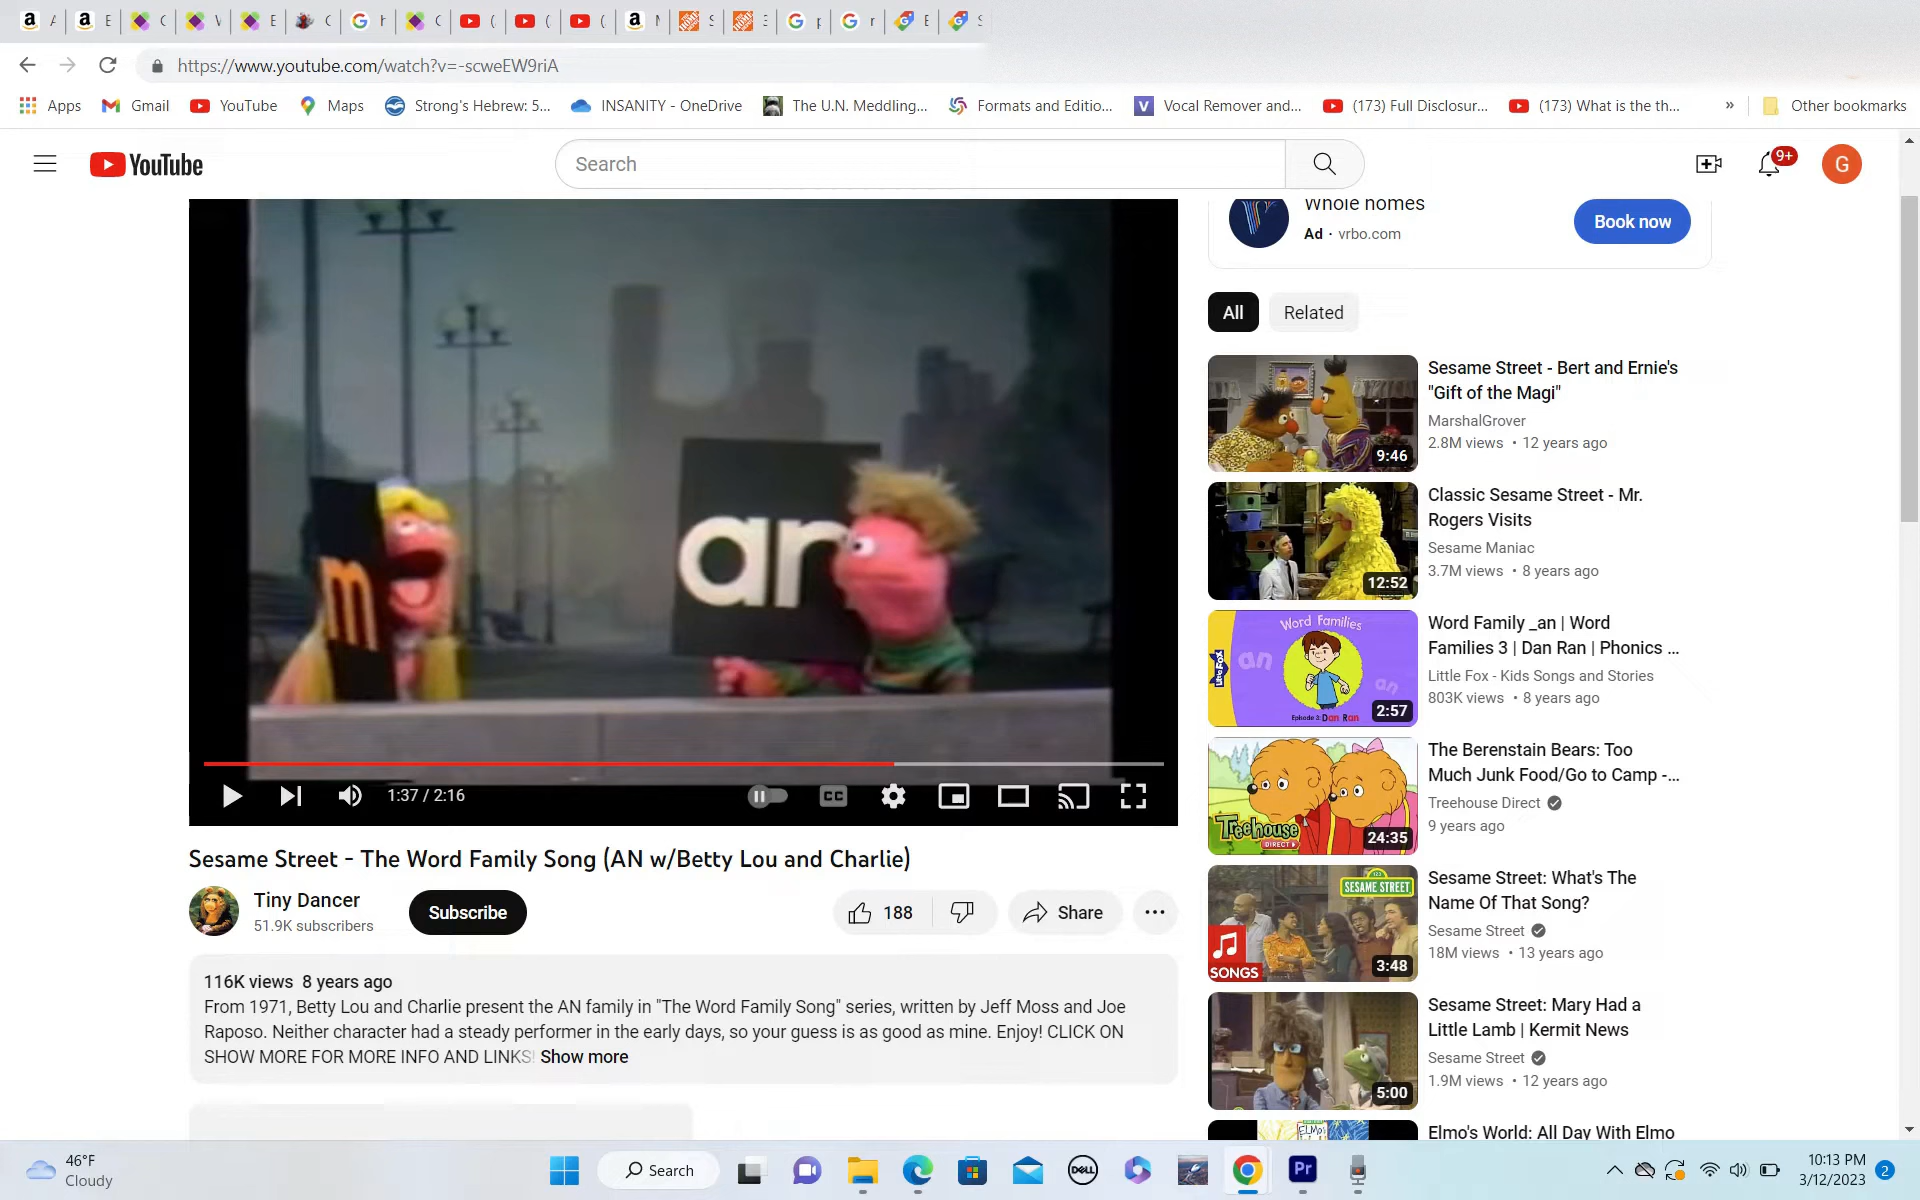 https://www.youtube.com/watch?v=-scweEW9riA
Apps Gmail YouTube Maps Strong's Hebrew: 5... INSANITY - OneDrive The U.N. Meddling... Formats and Editio... Vocal Remover and... (173) Full Disclosur... (173) What is the th... » Other bookmarks
YouTube
Search
9+
G
m
an
1:37 / 2:16
CC
Sesame Street - The Word Family Song (AN w/Betty Lou and Charlie)
Tiny Dancer
51.9K subscribers
Subscribe
188
Share
116K views 8 years ago
From 1971, Betty Lou and Charlie present the AN family in "The Word Family Song" series, written by Jeff Moss and Joe
Raposo. Neither character had a steady performer in the early days, so your guess is as good as mine. Enjoy! CLICK ON
SHOW MORE FOR MORE INFO AND LINKS! Show more
Whole homes
Ad · vrbo.com
Book now
All Related
9:46
Sesame Street - Bert and Ernie's
"Gift of the Magi"
MarshalGrover
2.8M views • 12 years ago
12:52
Classic Sesame Street - Mr.
Rogers Visits
Sesame Maniac
3.7M views • 8 years ago
Word Families
an
an
Little Fox
Episode 3: Dan Ran
2:57
Word Family _an | Word
Families 3 | Dan Ran | Phonics ...
Little Fox - Kids Songs and Stories
803K views • 8 years ago
Treehouse
DIRECT
24:35
The Berenstain Bears: Too
Much Junk Food/Go to Camp -...
Treehouse Direct
9 years ago
123
SESAME STREET
SONGS
3:48
Sesame Street: What's The
Name Of That Song?
Sesame Street
18M views • 13 years ago
5:00
Sesame Street: Mary Had a
Little Lamb | Kermit News
Sesame Street
1.9M views • 12 years ago
ELMO'S
Elmo's World: All Day With Elmo
46°F
Cloudy
Search
DELL
Pr
10:13 PM
3/12/2023
2